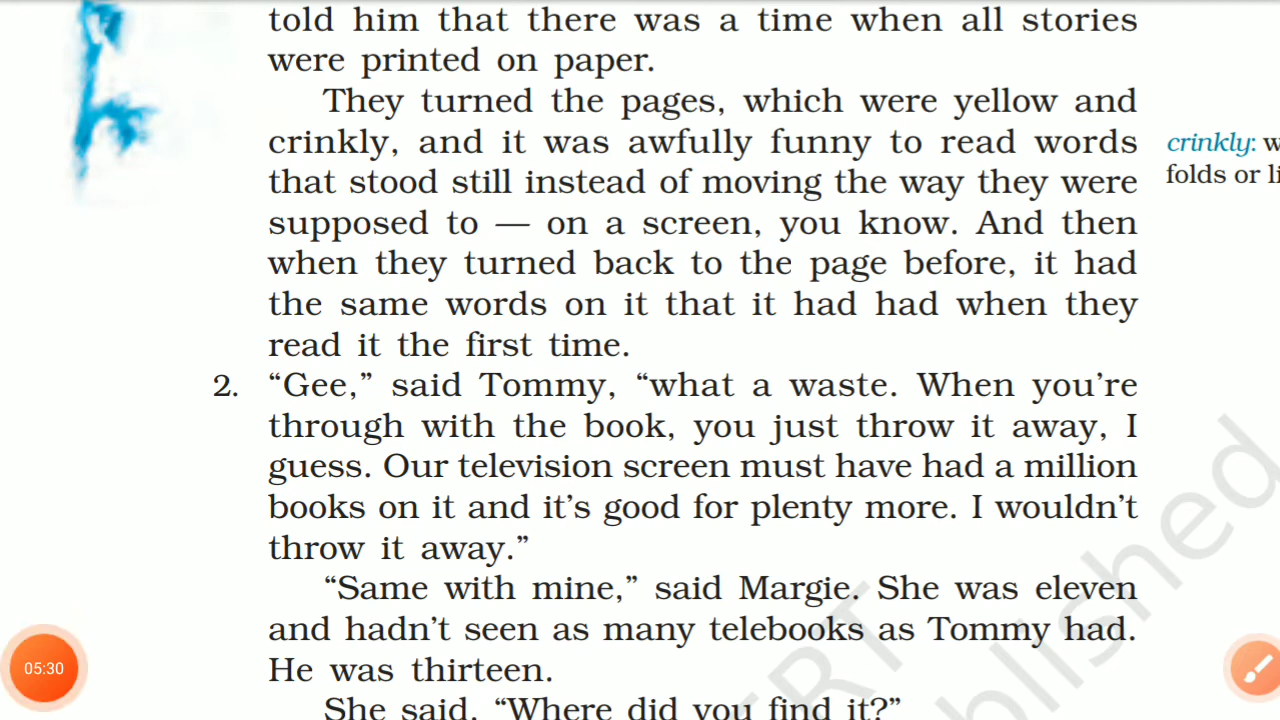 told him that there was a time when all stories
were printed on paper.
They turned the pages, which were yellow and
crinkly, and it was awfully funny to read words
that stood still instead of moving the way they were
supposed to — on a screen, you know. And then
when they turned back to the page before, it had
the same words on it that it had had when they
read it the first time.
crinkly: w
folds or li
2. “Gee,” said Tommy, “what a waste. When you’re
through with the book, you just throw it away, I
guess. Our television screen must have had a million
books on it and it’s good for plenty more. I wouldn’t
throw it away.”
“Same with mine,” said Margie. She was eleven
and hadn’t seen as many telebooks as Tommy had.
He was thirteen.
She said, “Where did you find it?”
05:30
ERT
blished